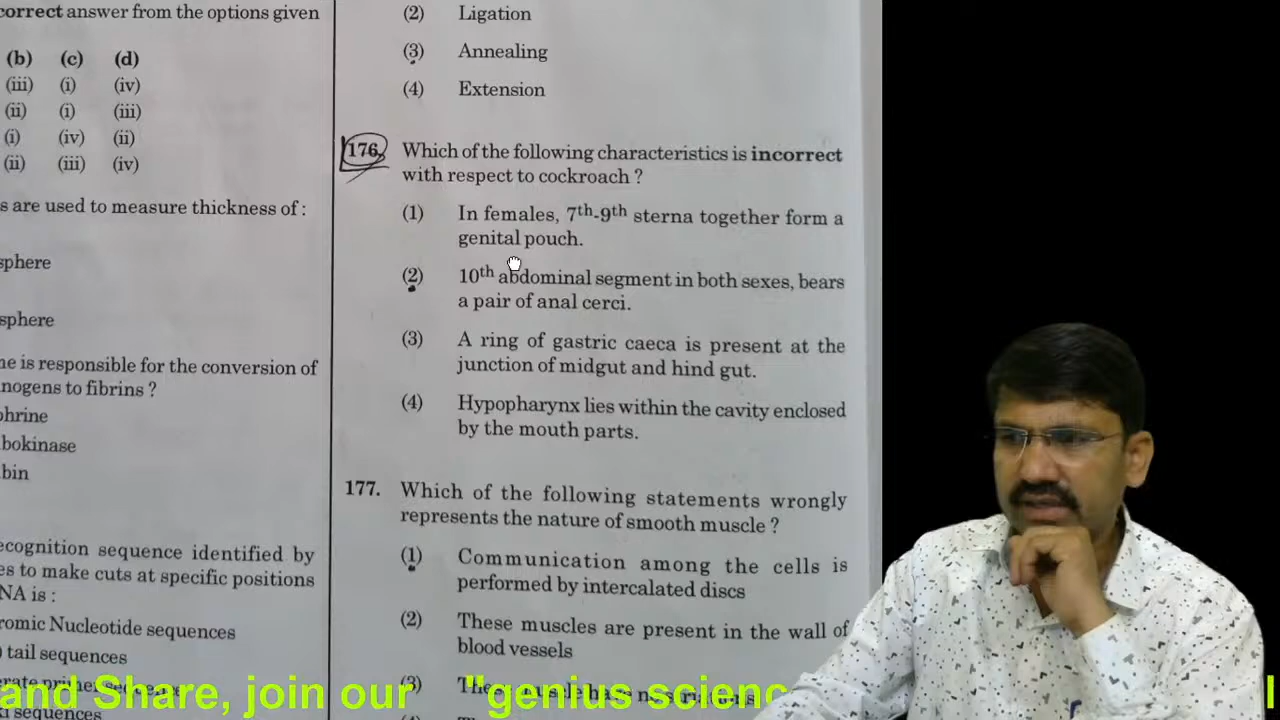 correct answer from the options given
(b) (c) (d)
(iii) (i) (iv)
(ii) (i) (iii)
(i) (iv) (ii)
(ii) (iii) (iv)
s are used to measure thickness of :
sphere
sphere
ne is responsible for the conversion of
nogens to fibrins ?
phrine
bokinase
bin
ecognition sequence identified by
es to make cuts at specific positions
NA is :
romic Nucleotide sequences
tail sequences
sequences
(2) Ligation
(3) Annealing
(4) Extension
176. Which of the following characteristics is incorrect
with respect to cockroach ?
(1) In females, 7th-9th sterna together form a
genital pouch.
(2) 10th abdominal segment in both sexes, bears
a pair of anal cerci.
(3) A ring of gastric caeca is present at the
junction of midgut and hind gut.
(4) Hypopharynx lies within the cavity enclosed
by the mouth parts.
177. Which of the following statements wrongly
represents the nature of smooth muscle ?
(1) Communication among the cells is
performed by intercalated discs
(2) These muscles are present in the wall of
blood vessels
(3)
and Share, join our "genius scienc